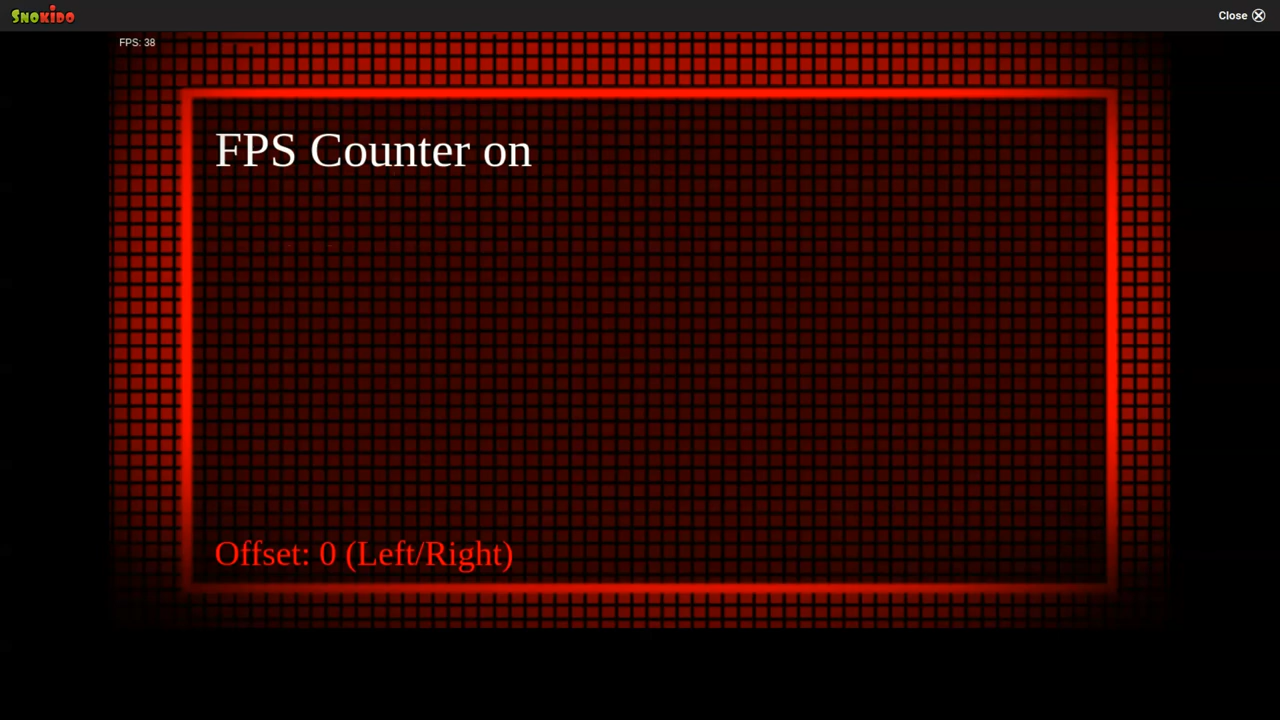 SNOKIDO
Close
FPS: 38
FPS Counter on
Offset: 0 (Left/Right)